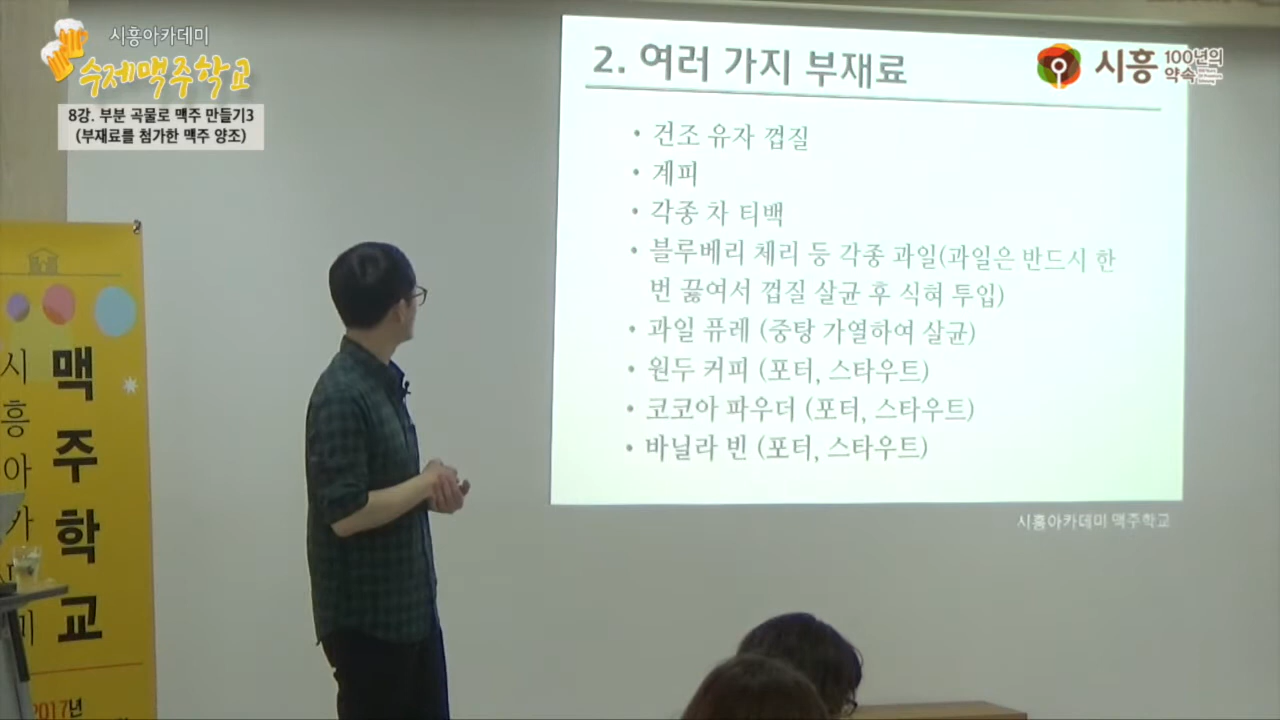 시흥아카데미
수제맥주학교
8강. 부분 곡물로 맥주 만들기3
(부재료를 첨가한 맥주 양조)
2. 여러 가지 부재료
시흥 100년의
약속
• 건조 유자 껍질
• 계피
• 각종 차 티백
• 블루베리 체리 등 각종 과일(과일은 반드시 한
번 끓여서 껍질 살균 후 식혀 투입)
• 과일 퓨레 (중탕 가열하여 살균)
• 원두 커피 (포터, 스타우트)
• 코코아 파우더 (포터, 스타우트)
• 바닐라 빈 (포터, 스타우트)
시흥아카데미 맥주학교
시흥아카데미
맥주학교
2017년